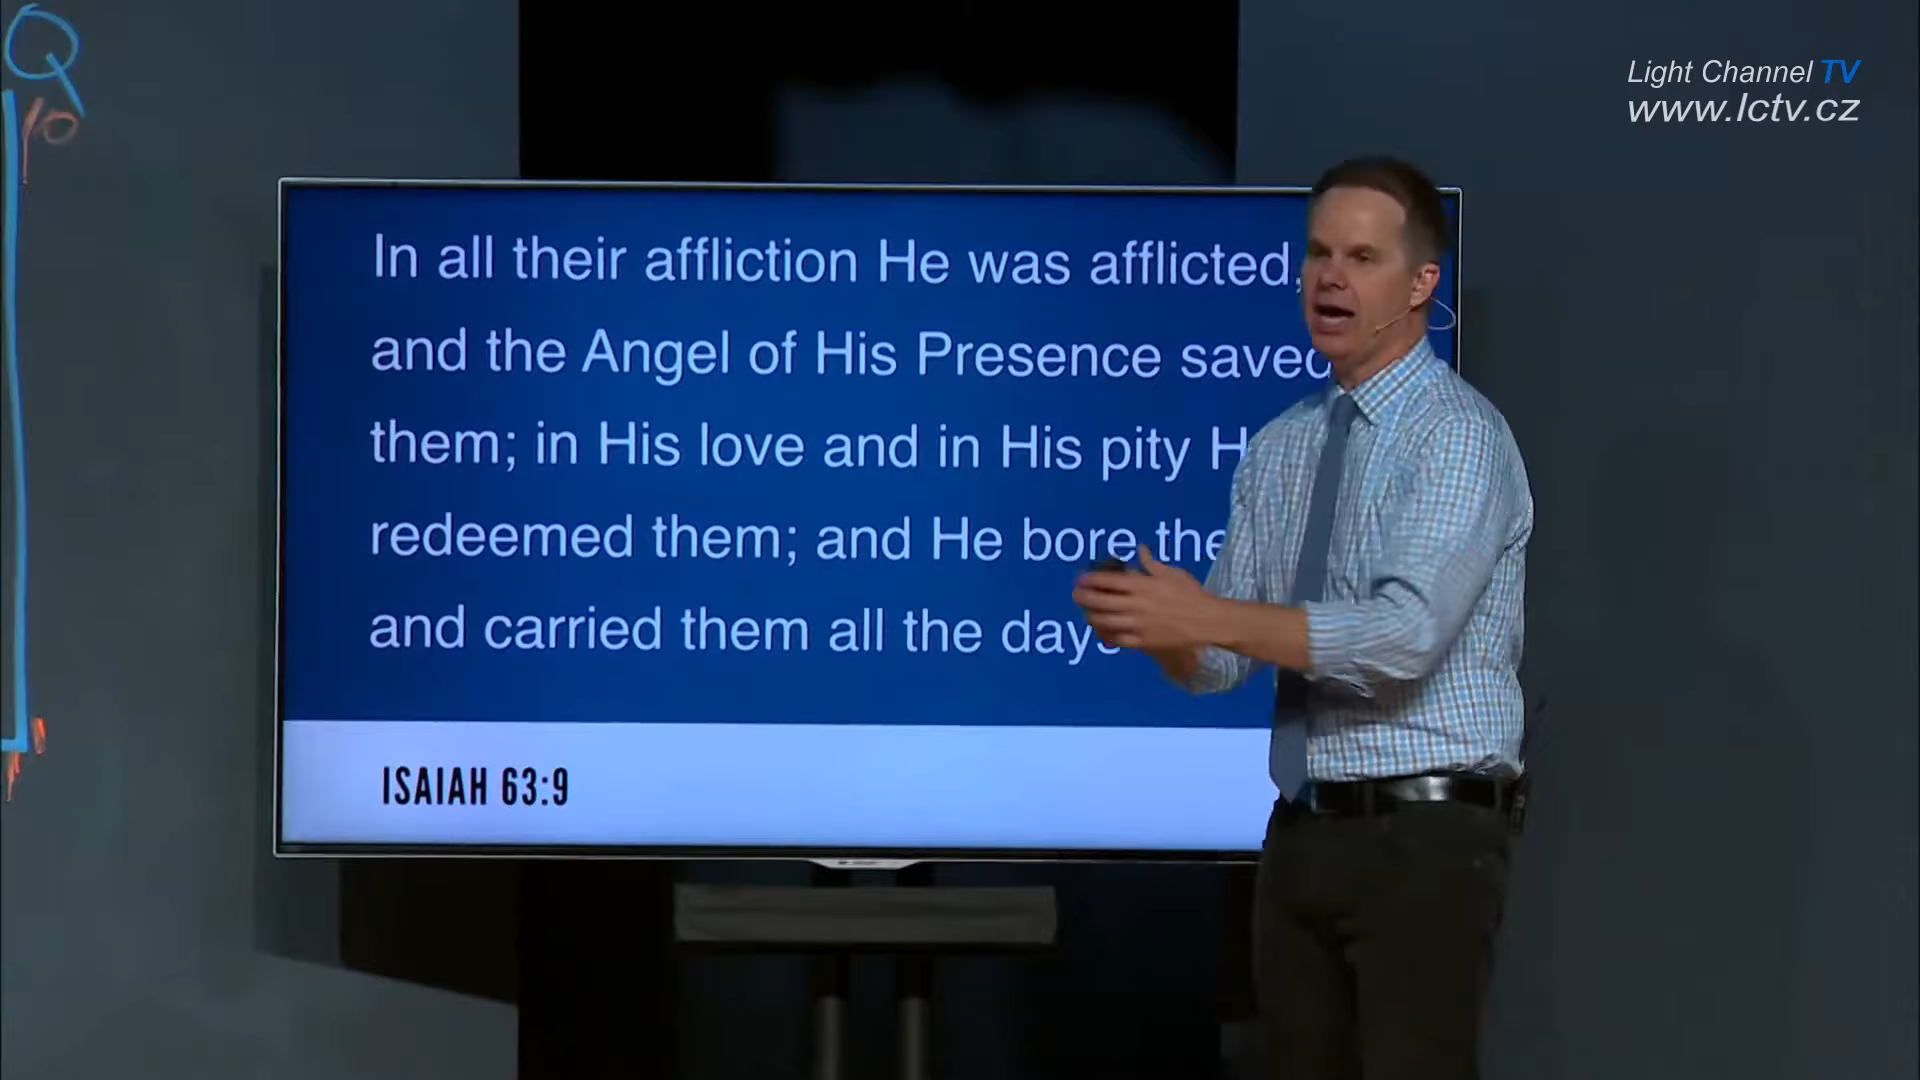 Q
10
Light Channel TV
www.lctv.cz
In all their affliction He was afflicted,
and the Angel of His Presence saved
them; in His love and in His pity
redeemed them; and He bore
and carried them all the days
ISAIAH 63:9